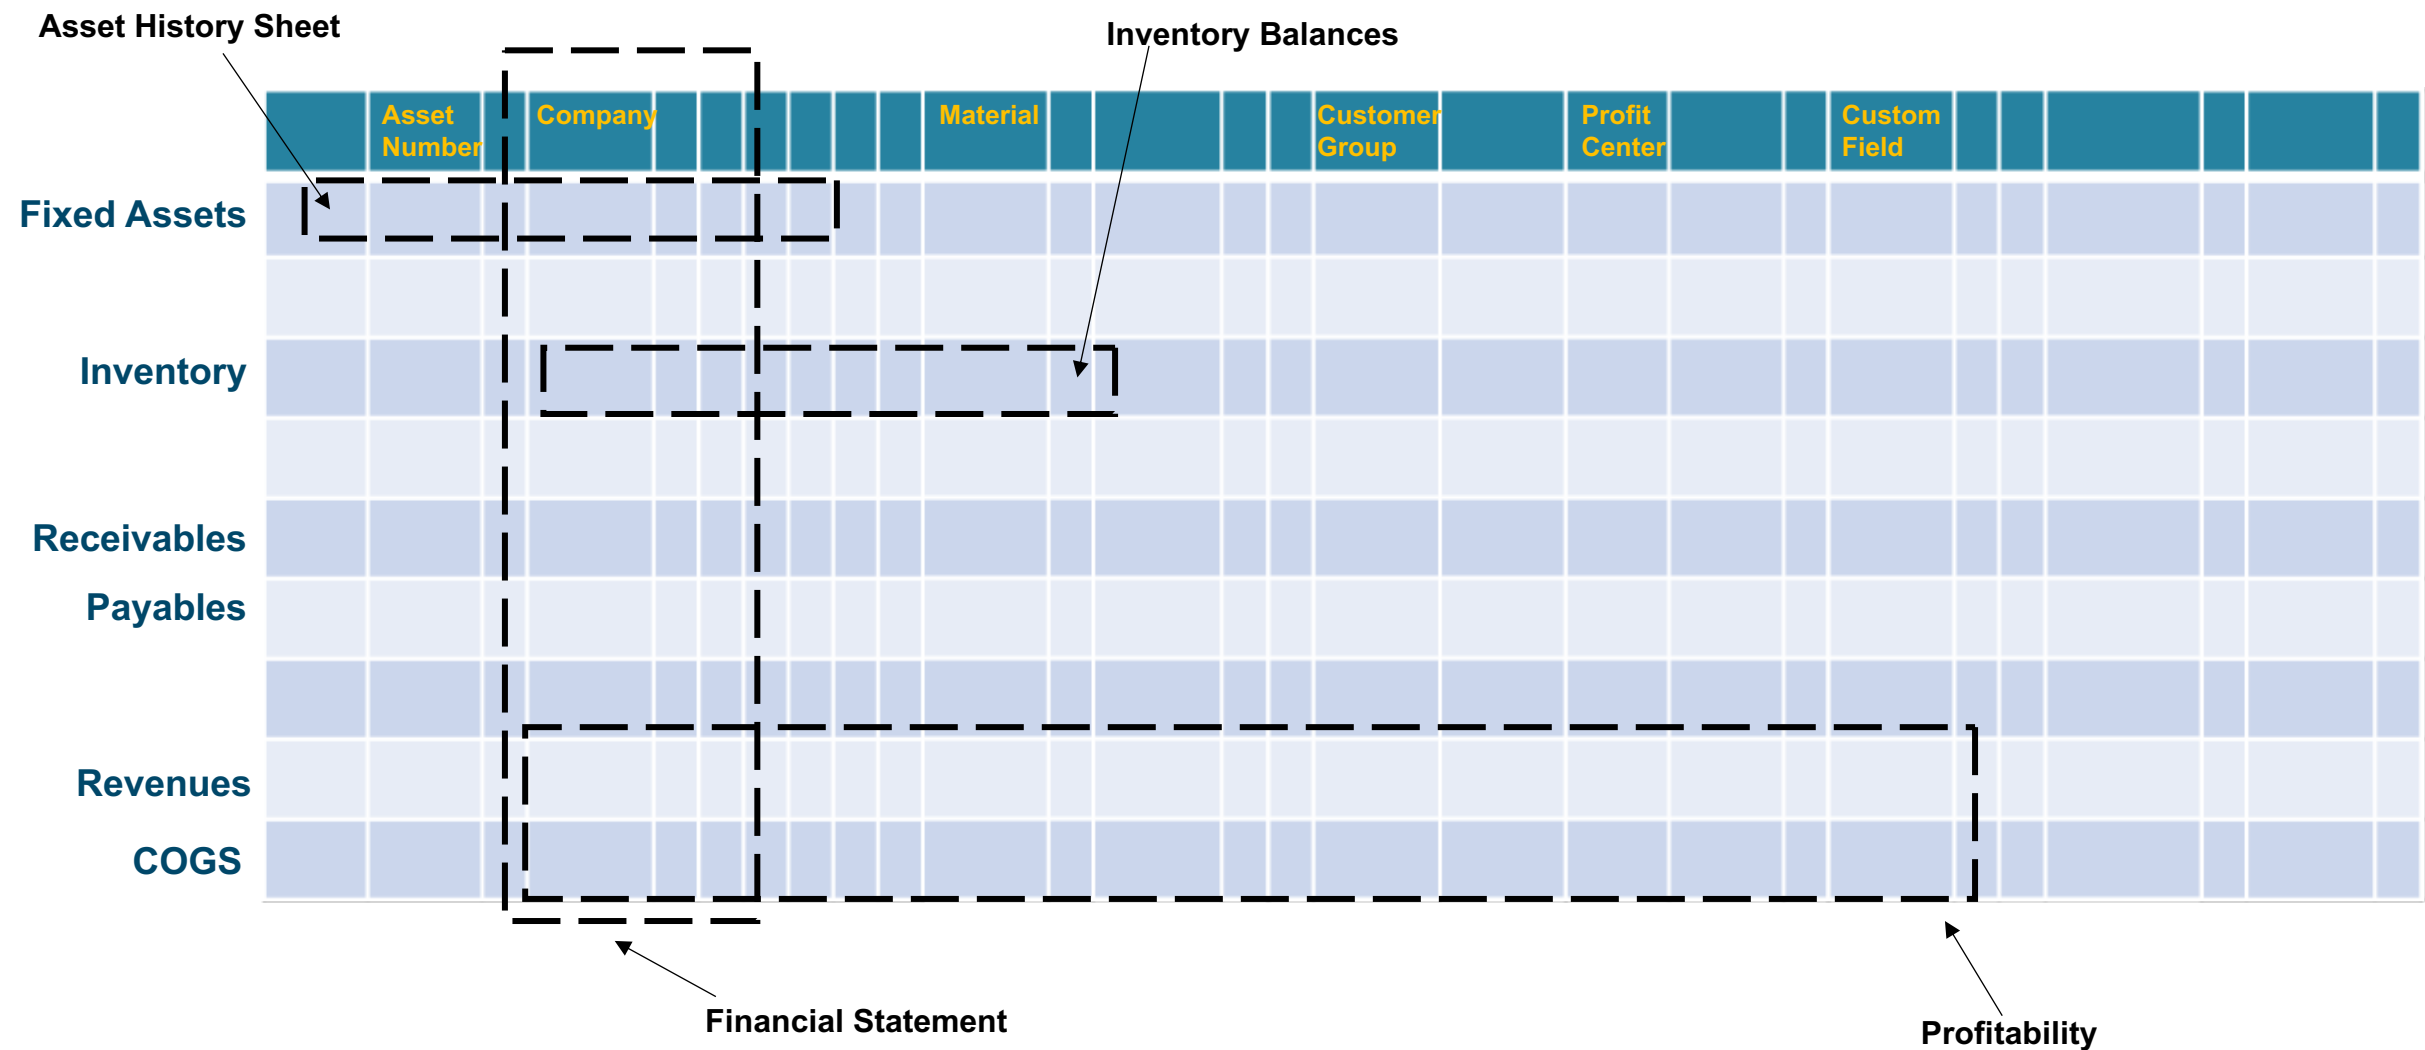 Asset History Sheet
Inventory Balances
Asset
Number
Company
Material
Customer
Group
Profit
Center
Custom
Field
Fixed Assets
Inventory
Receivables
Payables
Revenues
COGS
Financial Statement
Profitability